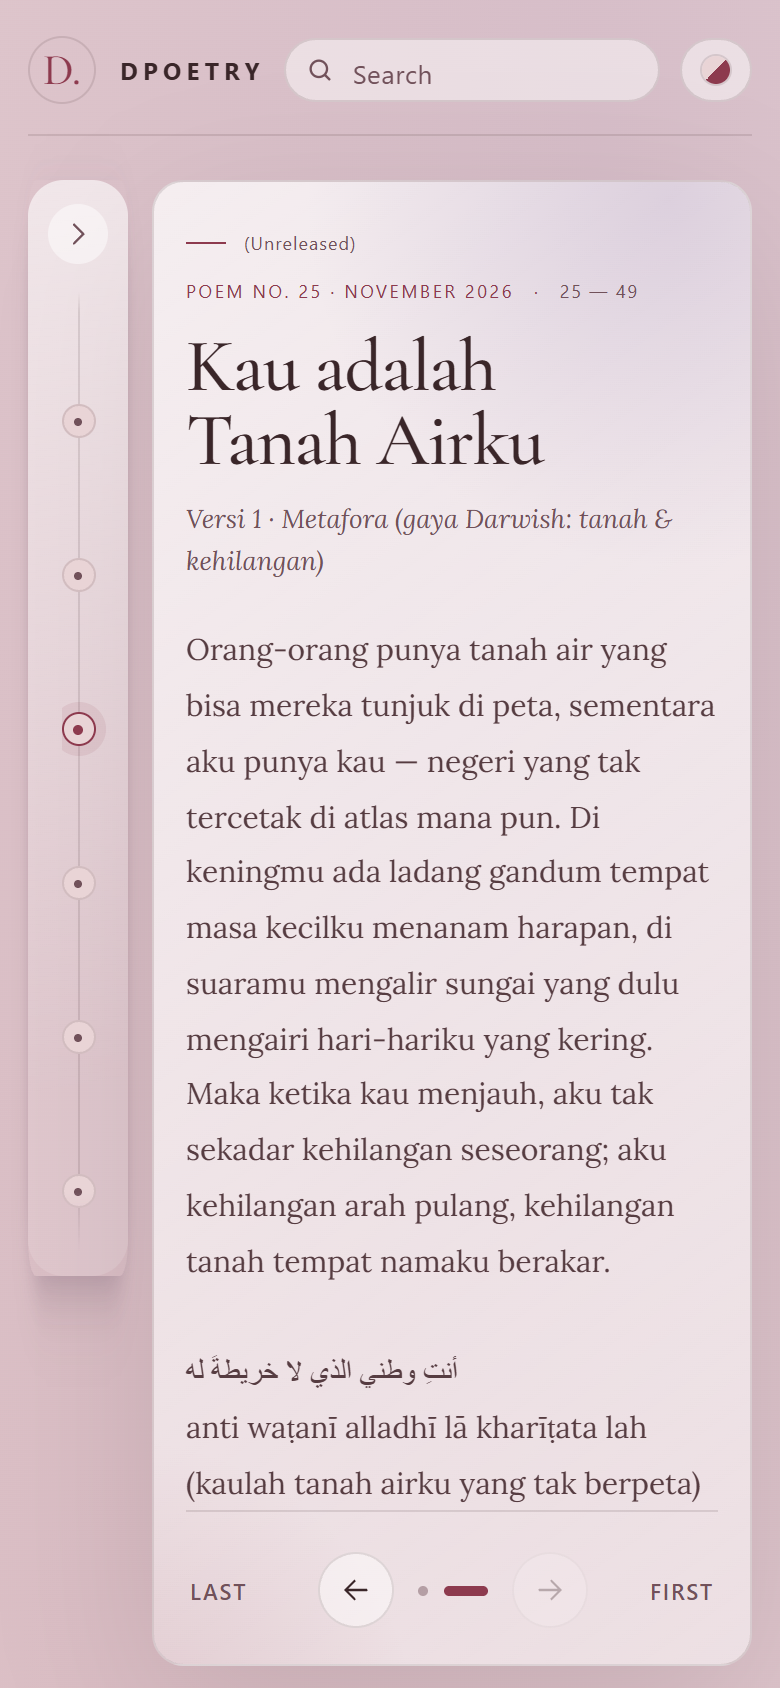 D.
DPOETRY
Search
(Unreleased)
POEM NO. 25 · NOVEMBER 2026 · 25 — 49
Kau adalah
Tanah Airku
Versi 1 · Metafora (gaya Darwish: tanah &
kehilangan)
Orang-orang punya tanah air yang
bisa mereka tunjuk di peta, sementara
aku punya kau — negeri yang tak
tercetak di atlas mana pun. Di
keningmu ada ladang gandum tempat
masa kecilku menanam harapan, di
suaramu mengalir sungai yang dulu
mengairi hari-hariku yang kering.
Maka ketika kau menjauh, aku tak
sekadar kehilangan seseorang; aku
kehilangan arah pulang, kehilangan
tanah tempat namaku berakar.
أنتِ وطني الذي لا خريطةَ له
anti waṭanī alladhī lā kharīṭata lah
(kaulah tanah airku yang tak berpeta)
LAST
FIRST